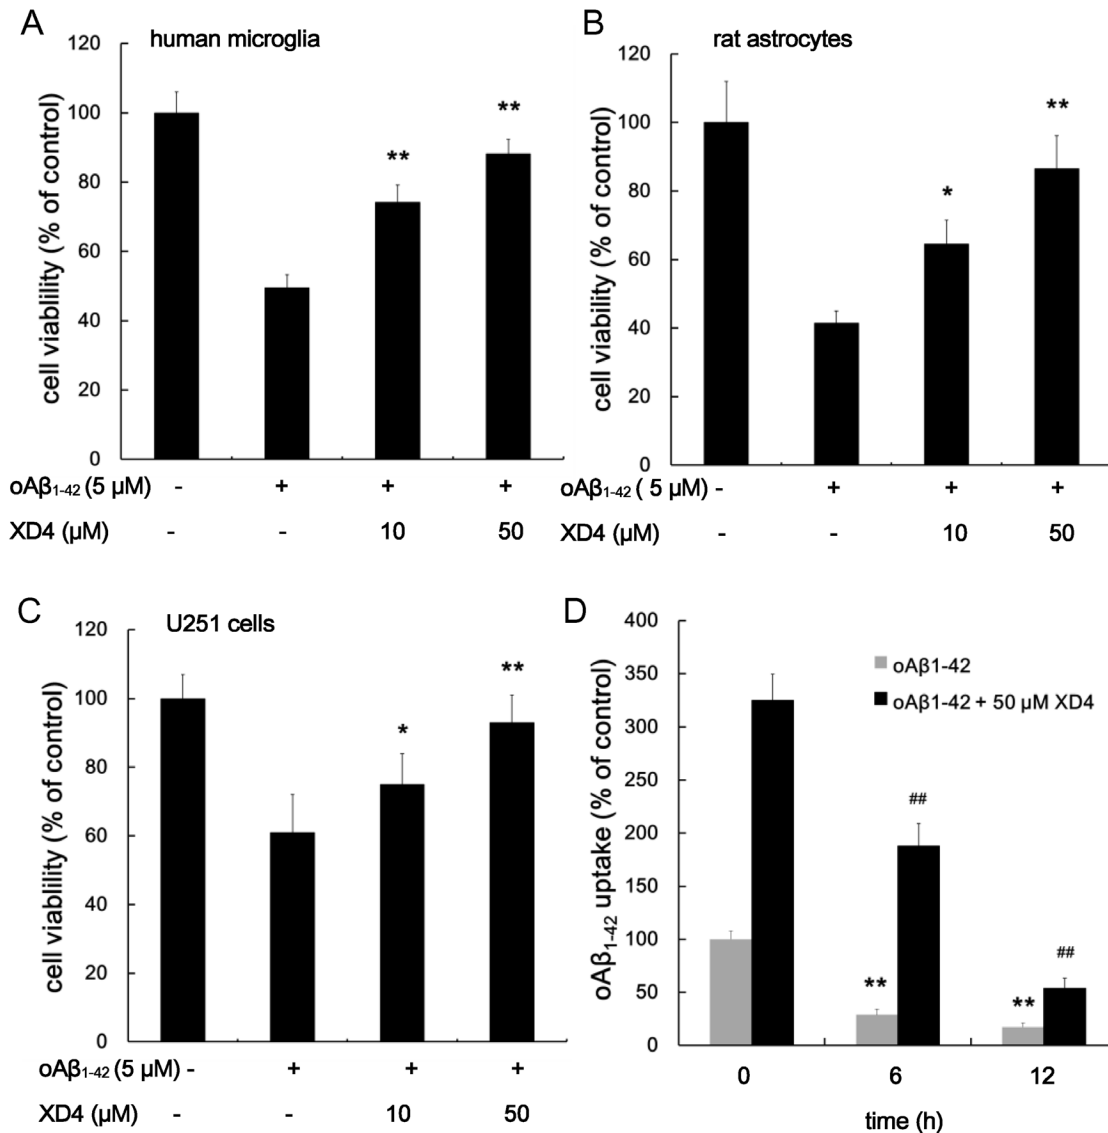 A
human microglia
cell viablility (% of control)
120
100
80
60
40
20
0
**
**
oAβ1-42 (5 µM) - + + +
XD4 (µM) - - 10 50
B
rat astrocytes
cell viability (% of control)
120
100
80
60
40
20
0
*
**
oAβ1-42 ( 5 µM) - + + +
XD4 (µM) - - 10 50
C
U251 cells
cell viablility (% of control)
120
100
80
60
40
20
0
*
**
oAβ1-42 (5 µM) - + + +
XD4 (µM) - - 10 50
D
oAβ1-42 uptake (% of control)
400
350
300
250
200
150
100
50
0
oAβ1-42
oAβ1-42 + 50 µM XD4
**
##
**
##
0 6 12
time (h)